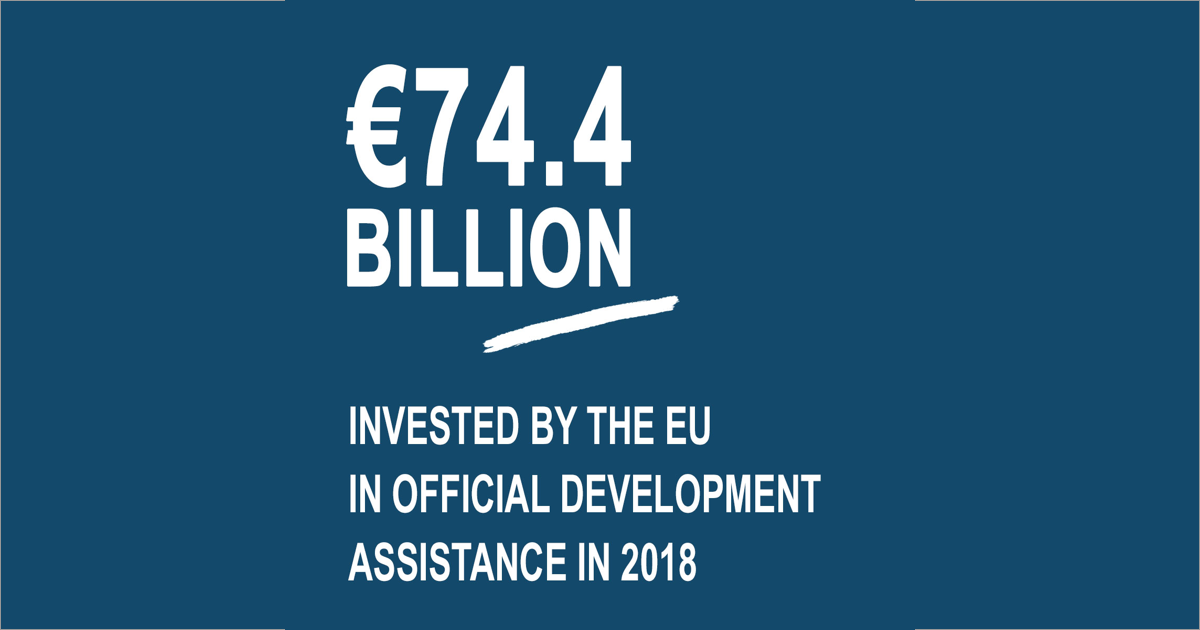 €74.4
BILLION
INVESTED BY THE EU
IN OFFICIAL DEVELOPMENT
ASSISTANCE IN 2018